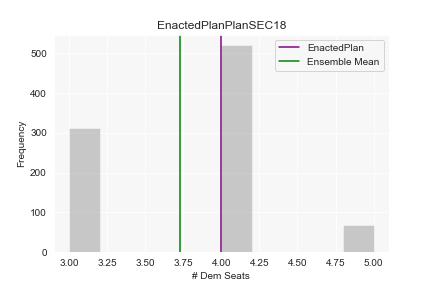 EnactedPlanPlanSEC18
EnactedPlan
Ensemble Mean
500
400
300
200
100
0
Frequency
3.00 3.25 3.50 3.75 4.00 4.25 4.50 4.75 5.00
# Dem Seats